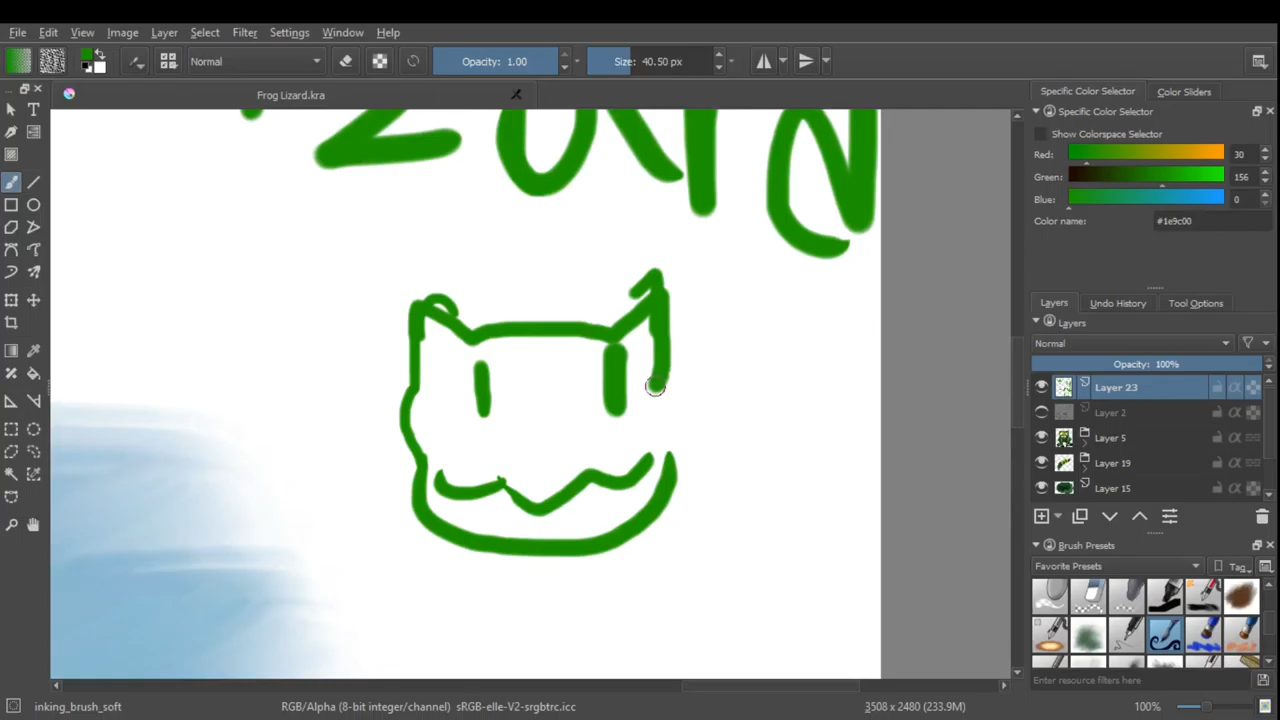 File Edit View Image Layer Select Filter Settings Window Help
Normal Opacity: 1.00 Size: 40.50 px
Frog Lizard.kra
Specific Color Selector Color Sliders
Specific Color Selector
Show Colorspace Selector
Red: 30
Green: 156
Blue: 0
Color name: #1e9c00
Layers Undo History Tool Options
Layers
Normal
Opacity: 100%
Layer 23
Layer 2
Layer 5
Layer 19
Layer 15
Brush Presets
Favorite Presets Tag
Enter resource filters here
inking_brush_soft RGB/Alpha (8-bit integer/channel) sRGB-elle-V2-srgbtrc.icc 3508 x 2480 (233.9M) 100%